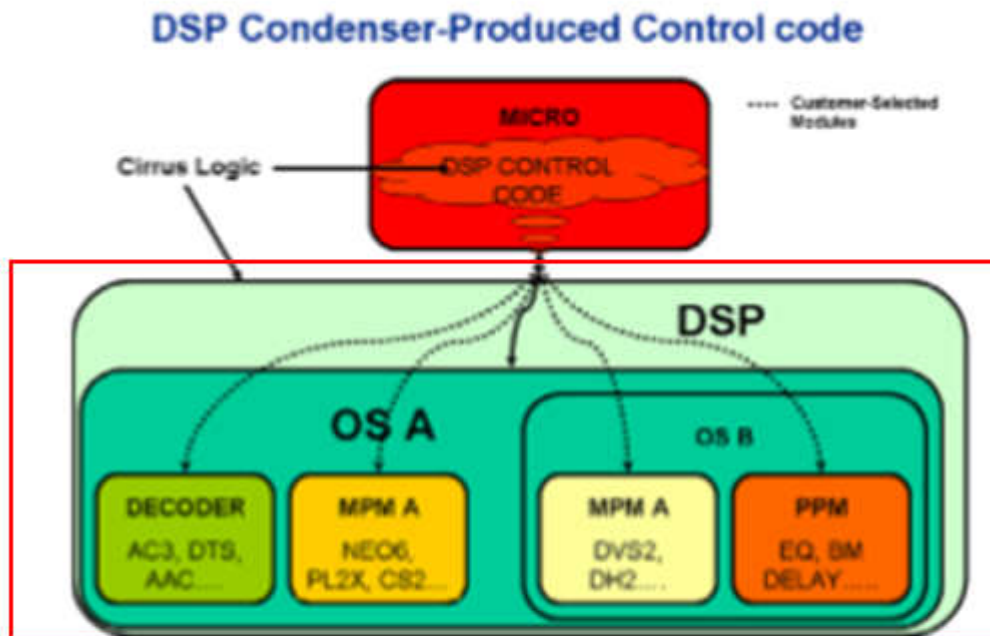 DSP Condenser-Produced Control code
MICRO
Customer-Selected
Modules
Cirrus Logic
DSP CONTROL
CODE
DSP
OS A
OS B
DECODER
AC3, DTS,
AAC....
MPM A
NEO6,
PL2X, CS2...
MPM A
DVS2,
DH2....
PPM
EQ, BM
DELAY.....